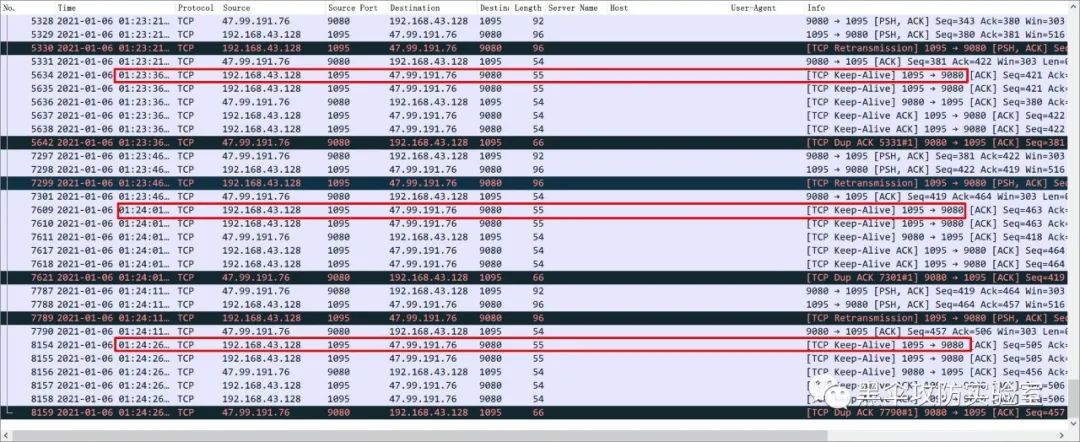 No. Time Protocol Source Source Port Destination Destin Length Server Name Host User-Agent Info
5328 2021-01-06 01:23:21... TCP 47.99.191.76 9080 192.168.43.128 1095 92 9080 → 1095 [PSH, ACK] Seq=343 Ack=380 Win=303
5329 2021-01-06 01:23:21... TCP 192.168.43.128 1095 47.99.191.76 9080 96 1095 → 9080 [PSH, ACK] Seq=380 Ack=381 Win=516
5330 2021-01-06 01:23:21... TCP 192.168.43.128 1095 47.99.191.76 9080 96 [TCP Retransmission] 1095 → 9080 [PSH, ACK] Se
5331 2021-01-06 01:23:21... TCP 47.99.191.76 9080 192.168.43.128 1095 54 9080 → 1095 [ACK] Seq=381 Ack=422 Win=303 Len=0
5634 2021-01-06 01:23:36... TCP 192.168.43.128 1095 47.99.191.76 9080 55 [TCP Keep-Alive] 1095 → 9080 [ACK] Seq=421 Ack
5635 2021-01-06 01:23:36... TCP 192.168.43.128 1095 47.99.191.76 9080 55 [TCP Keep-Alive] 1095 → 9080 [ACK] Seq=421 Ack
5636 2021-01-06 01:23:36... TCP 47.99.191.76 9080 192.168.43.128 1095 54 [TCP Keep-Alive] 9080 → 1095 [ACK] Seq=380 Ack
5637 2021-01-06 01:23:36... TCP 192.168.43.128 1095 47.99.191.76 9080 54 [TCP Keep-Alive ACK] 1095 → 9080 [ACK] Seq=422
5638 2021-01-06 01:23:36... TCP 192.168.43.128 1095 47.99.191.76 9080 54 [TCP Keep-Alive ACK] 1095 → 9080 [ACK] Seq=422
5642 2021-01-06 01:23:36... TCP 47.99.191.76 9080 192.168.43.128 1095 66 [TCP Dup ACK 5331#1] 9080 → 1095 [ACK] Seq=381
7297 2021-01-06 01:23:46... TCP 47.99.191.76 9080 192.168.43.128 1095 92 9080 → 1095 [PSH, ACK] Seq=381 Ack=422 Win=303
7298 2021-01-06 01:23:46... TCP 192.168.43.128 1095 47.99.191.76 9080 96 1095 → 9080 [PSH, ACK] Seq=422 Ack=419 Win=516
7299 2021-01-06 01:23:46... TCP 192.168.43.128 1095 47.99.191.76 9080 96 [TCP Retransmission] 1095 → 9080 [PSH, ACK] Se
7301 2021-01-06 01:23:46... TCP 47.99.191.76 9080 192.168.43.128 1095 54 9080 → 1095 [ACK] Seq=419 Ack=464 Win=303 Len=0
7609 2021-01-06 01:24:01... TCP 192.168.43.128 1095 47.99.191.76 9080 55 [TCP Keep-Alive] 1095 → 9080 [ACK] Seq=463 Ack
7610 2021-01-06 01:24:01... TCP 192.168.43.128 1095 47.99.191.76 9080 55 [TCP Keep-Alive] 1095 → 9080 [ACK] Seq=463 Ack
7611 2021-01-06 01:24:01... TCP 47.99.191.76 9080 192.168.43.128 1095 54 [TCP Keep-Alive] 9080 → 1095 [ACK] Seq=418 Ack
7617 2021-01-06 01:24:01... TCP 192.168.43.128 1095 47.99.191.76 9080 54 [TCP Keep-Alive ACK] 1095 → 9080 [ACK] Seq=464
7618 2021-01-06 01:24:01... TCP 192.168.43.128 1095 47.99.191.76 9080 54 [TCP Keep-Alive ACK] 1095 → 9080 [ACK] Seq=464
7621 2021-01-06 01:24:01... TCP 47.99.191.76 9080 192.168.43.128 1095 66 [TCP Dup ACK 7301#1] 9080 → 1095 [ACK] Seq=419
7787 2021-01-06 01:24:11... TCP 47.99.191.76 9080 192.168.43.128 1095 92 9080 → 1095 [PSH, ACK] Seq=419 Ack=464 Win=303
7788 2021-01-06 01:24:11... TCP 192.168.43.128 1095 47.99.191.76 9080 96 1095 → 9080 [PSH, ACK] Seq=464 Ack=457 Win=516
7789 2021-01-06 01:24:11... TCP 192.168.43.128 1095 47.99.191.76 9080 96 [TCP Retransmission] 1095 → 9080 [PSH, ACK] Se
7790 2021-01-06 01:24:11... TCP 47.99.191.76 9080 192.168.43.128 1095 54 9080 → 1095 [ACK] Seq=457 Ack=506 Win=303 Len=0
8154 2021-01-06 01:24:26... TCP 192.168.43.128 1095 47.99.191.76 9080 55 [TCP Keep-Alive] 1095 → 9080 [ACK] Seq=505 Ack
8155 2021-01-06 01:24:26... TCP 192.168.43.128 1095 47.99.191.76 9080 55 [TCP Keep-Alive] 1095 → 9080 [ACK] Seq=505 Ack
8156 2021-01-06 01:24:26... TCP 47.99.191.76 9080 192.168.43.128 1095 54 [TCP Keep-Alive] 9080 → 1095 [ACK] Seq=456 Ack
8157 2021-01-06 01:24:26... TCP 192.168.43.128 1095 47.99.191.76 9080 54 [TCP Keep-Alive ACK] 1095 → 9080 [ACK] Seq=506
8158 2021-01-06 01:24:26... TCP 192.168.43.128 1095 47.99.191.76 9080 54 [TCP Keep-Alive ACK] 1095 → 9080 [ACK] Seq=506
8159 2021-01-06 01:24:26... TCP 47.99.191.76 9080 192.168.43.128 1095 66 [TCP Dup ACK 7790#1] 9080 → 1095 [ACK] Seq=457
黑伞攻防实验室